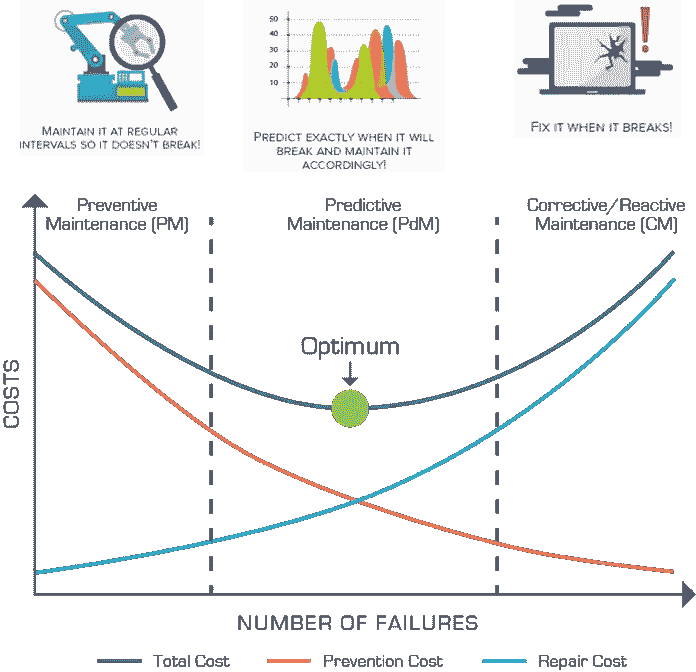 MAINTAIN IT AT REGULAR
INTERVALS SO IT DOESN'T BREAK!
50
40
30
20
10
PREDICT EXACTLY WHEN IT WILL
BREAK AND MAINTAIN IT
ACCORDINGLY!
FIX IT WHEN IT BREAKS!
Preventive
Maintenance (PM)
Predictive
Maintenance (PdM)
Corrective/Reactive
Maintenance (CM)
Optimum
COSTS
NUMBER OF FAILURES
Total Cost
Prevention Cost
Repair Cost